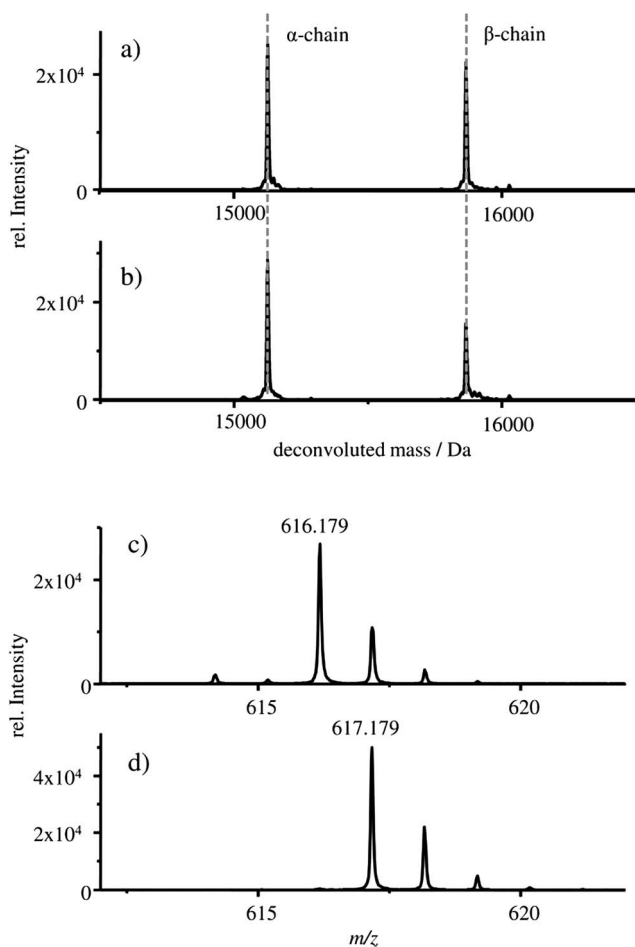 α-chain
β-chain
a)
2x10⁴
0
15000
16000
rel. Intensity
b)
2x10⁴
0
15000
16000
deconvoluted mass / Da
616.179
c)
2x10⁴
0
615
620
rel. Intensity
617.179
d)
4x10⁴
2x10⁴
0
615
620
m/z